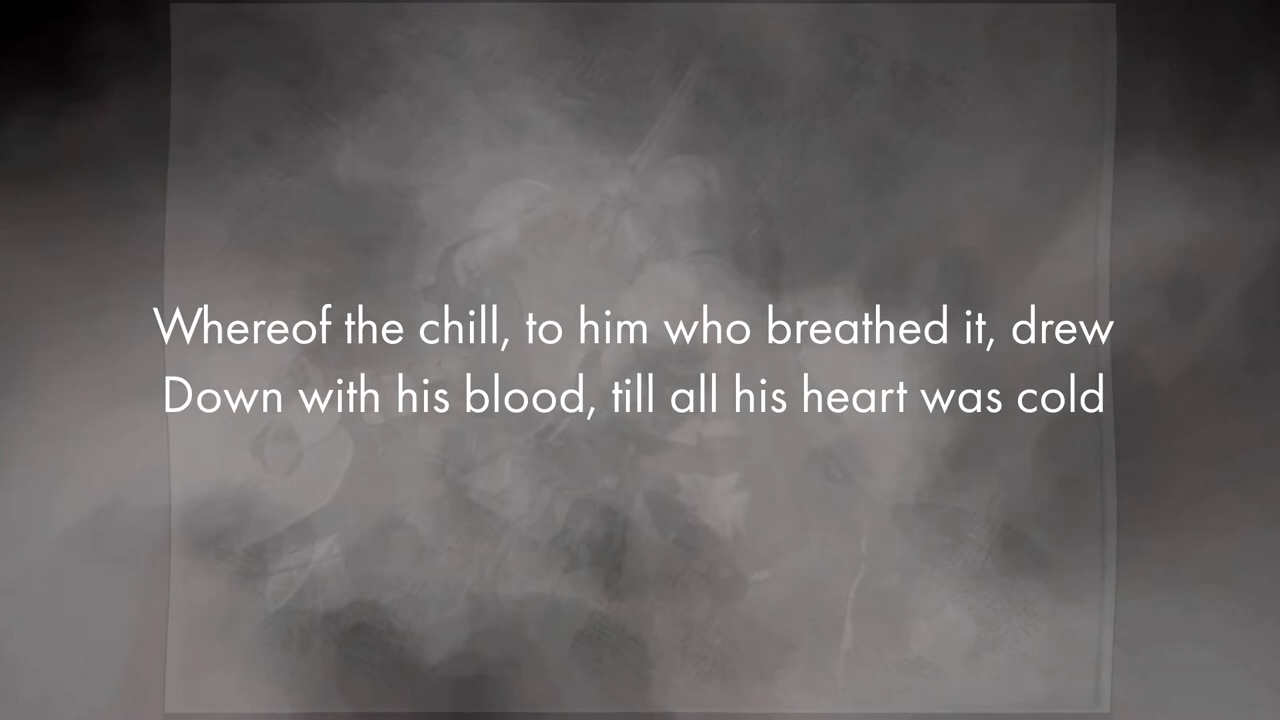 Whereof the chill, to him who breathed it, drew
Down with his blood, till all his heart was cold